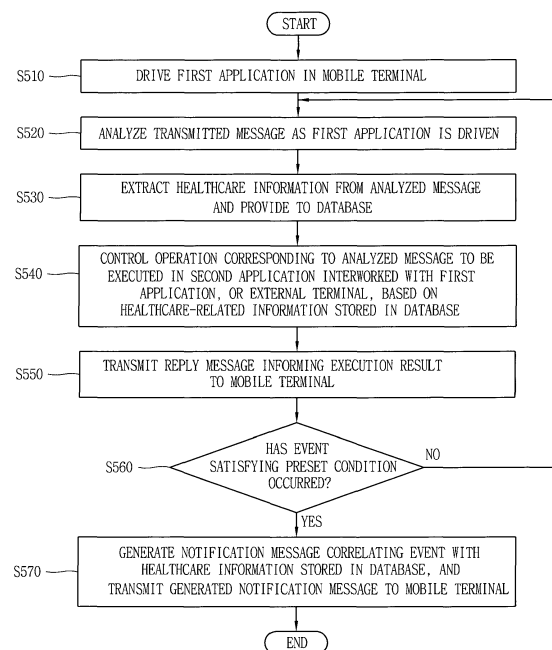 START
S510
DRIVE FIRST APPLICATION IN MOBILE TERMINAL
S520
ANALYZE TRANSMITTED MESSAGE AS FIRST APPLICATION IS DRIVEN
S530
EXTRACT HEALTHCARE INFORMATION FROM ANALYZED MESSAGE
AND PROVIDE TO DATABASE
S540
CONTROL OPERATION CORRESPONDING TO ANALYZED MESSAGE TO BE
EXECUTED IN SECOND APPLICATION INTERWORKED WITH FIRST
APPLICATION, OR EXTERNAL TERMINAL, BASED ON
HEALTHCARE-RELATED INFORMATION STORED IN DATABASE
S550
TRANSMIT REPLY MESSAGE INFORMING EXECUTION RESULT
TO MOBILE TERMINAL
S560
HAS EVENT
SATISFYING PRESET CONDITION
OCCURRED?
NO
YES
S570
GENERATE NOTIFICATION MESSAGE CORRELATING EVENT WITH
HEALTHCARE INFORMATION STORED IN DATABASE, AND
TRANSMIT GENERATED NOTIFICATION MESSAGE TO MOBILE TERMINAL
END